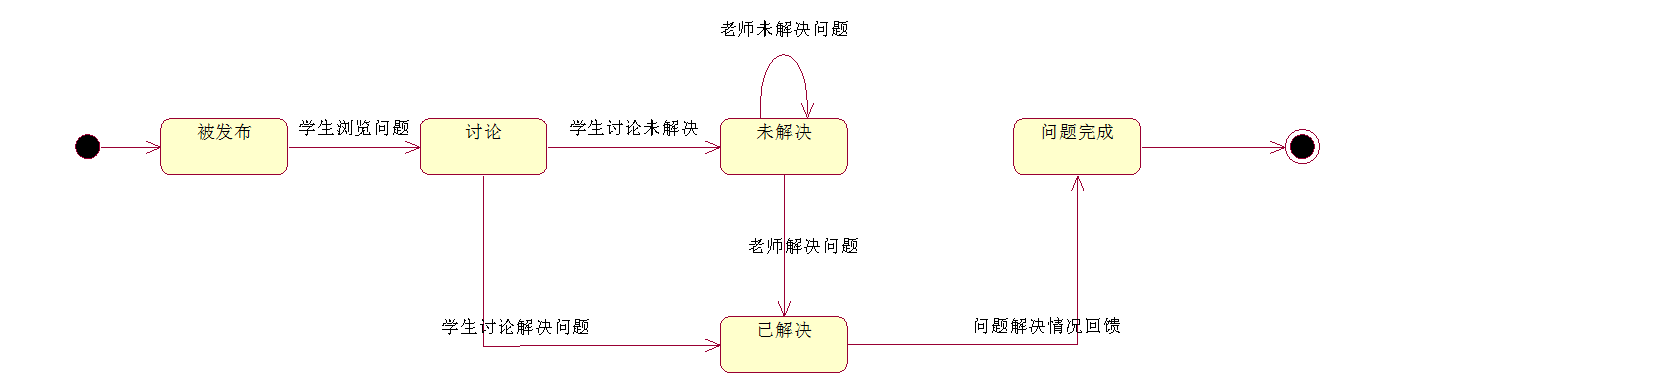 老师未解决问题
被发布
学生浏览问题
讨论
学生讨论未解决
未解决
问题完成
老师解决问题
学生讨论解决问题
已解决
问题解决情况回馈